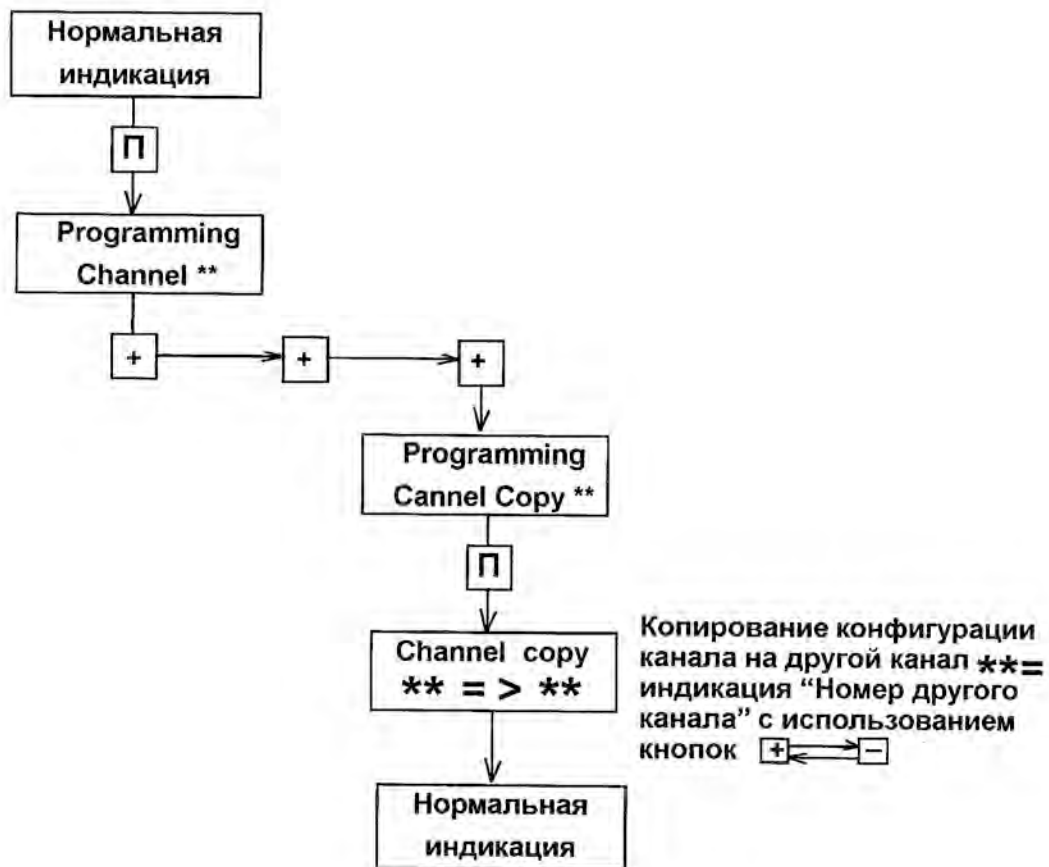 Нормальная
индикация
П
Programming
Channel **
+ + +
Programming
Cannel Copy **
П
Channel copy
** = > **
Копирование конфигурации
канала на другой канал **=
индикация “Номер другого
канала” с использованием
кнопок + −
Нормальная
индикация